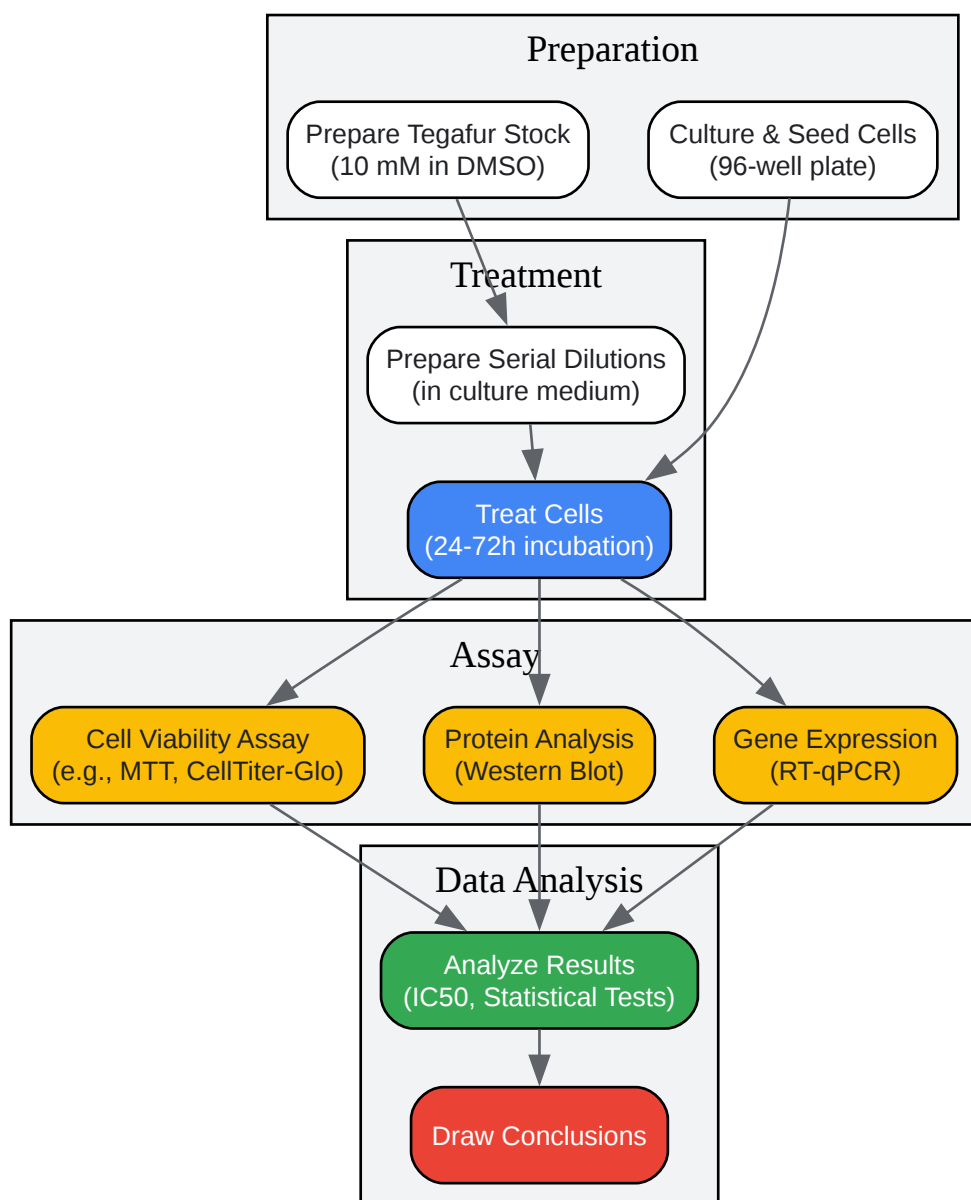 Preparation
Prepare Tegafur Stock
(10 mM in DMSO)
Culture & Seed Cells
(96-well plate)
Treatment
Prepare Serial Dilutions
(in culture medium)
Treat Cells
(24-72h incubation)
Assay
Cell Viability Assay
(e.g., MTT, CellTiter-Glo)
Protein Analysis
(Western Blot)
Gene Expression
(RT-qPCR)
Data Analysis
Analyze Results
(IC50, Statistical Tests)
Draw Conclusions